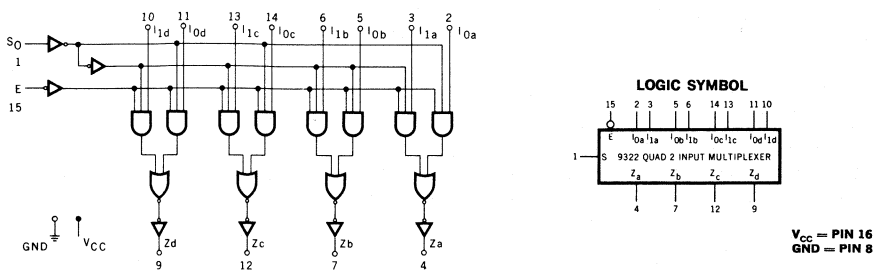 10 11 13 14 6 5 3 2
I1d I0d I1c I0c I1b I0b I1a I0a
S0
1
E
15
Zd Zc Zb Za
9 12 7 4
GND VCC
LOGIC SYMBOL
15 2 3 5 6 14 13 11 10
E I0a I1a I0b I1b I0c I1c I0d I1d
1 S 9322 QUAD 2 INPUT MULTIPLEXER
Za Zb Zc Zd
4 7 12 9
VCC = PIN 16
GND = PIN 8